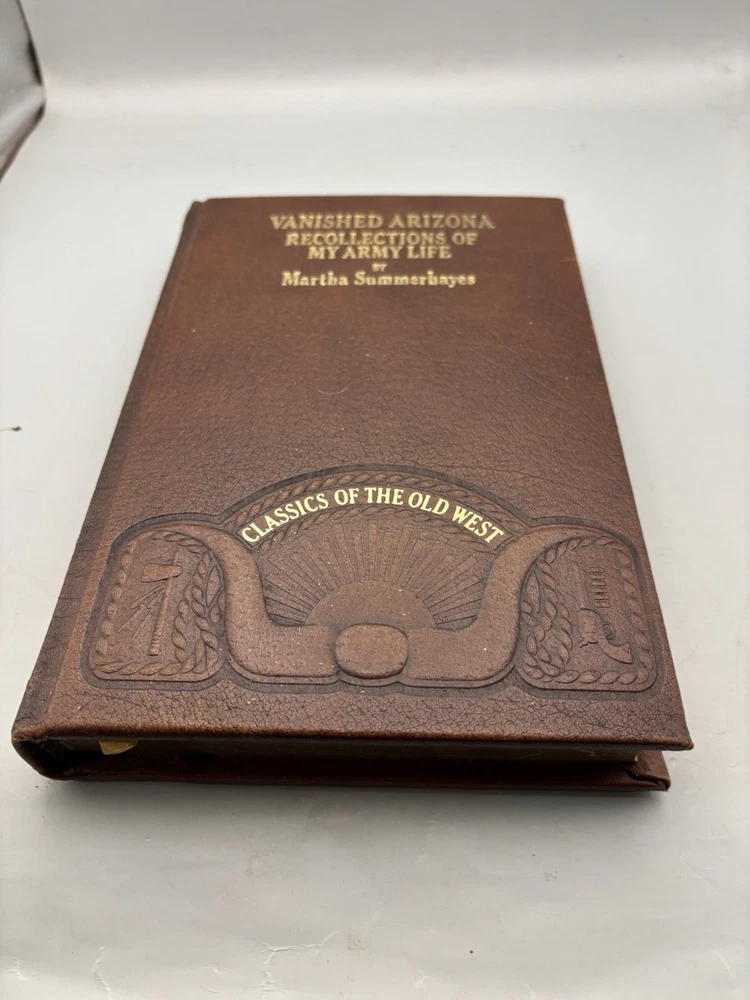 VANISHED ARIZONA
RECOLLECTIONS OF
MY ARMY LIFE
BY
Martha Summerhayes
CLASSICS OF THE OLD WEST